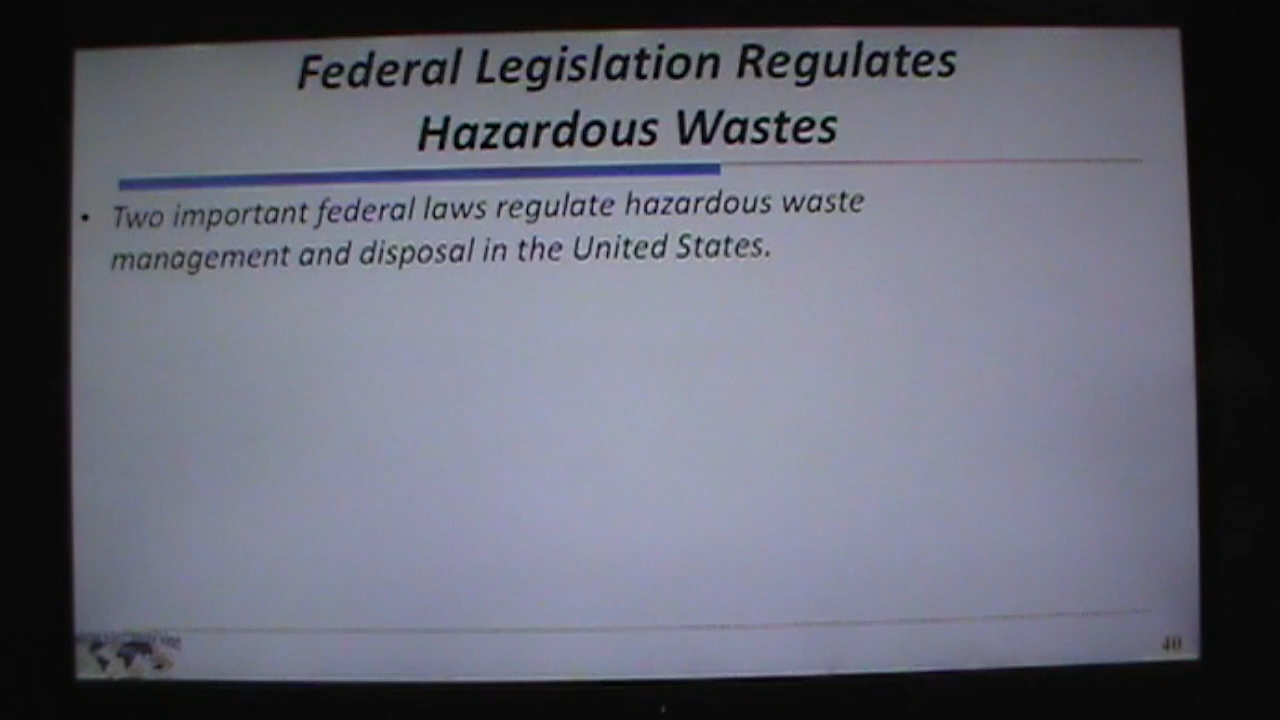 Federal Legislation Regulates
Hazardous Wastes
• Two important federal laws regulate hazardous waste
management and disposal in the United States.
40